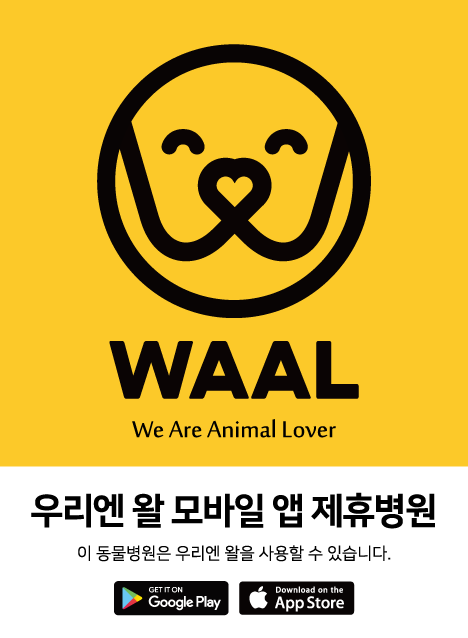 WAAL
We Are Animal Lover
우리엔 왈 모바일 앱 제휴병원
이 동물병원은 우리엔 왈을 사용할 수 있습니다.
GET IT ON
Google Play
Download on the
App Store